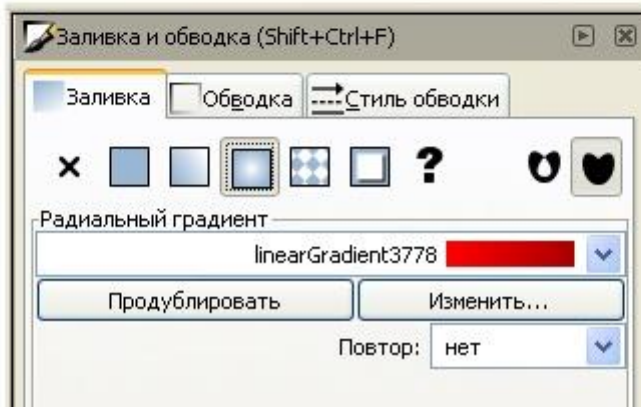 Заливка и обводка (Shift+Ctrl+F)
Заливка Обводка Стиль обводки
?
Радиальный градиент
linearGradient3778
Продублировать Изменить...
Повтор: нет